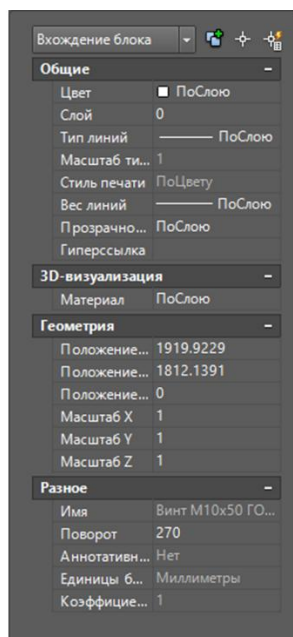 Вхождение блока
Общие
Цвет ПоСлою
Слой 0
Тип линий ПоСлою
Масштаб ти... 1
Стиль печати ПоЦвету
Вес линий ПоСлою
Прозрачно... ПоСлою
Гиперссылка
3D-визуализация
Материал ПоСлою
Геометрия
Положение... 1919.9229
Положение... 1812.1391
Положение... 0
Масштаб X 1
Масштаб Y 1
Масштаб Z 1
Разное
Имя Винт М10х50 ГО...
Поворот 270
Аннотативн... Нет
Единицы б... Миллиметры
Коэффицие... 1